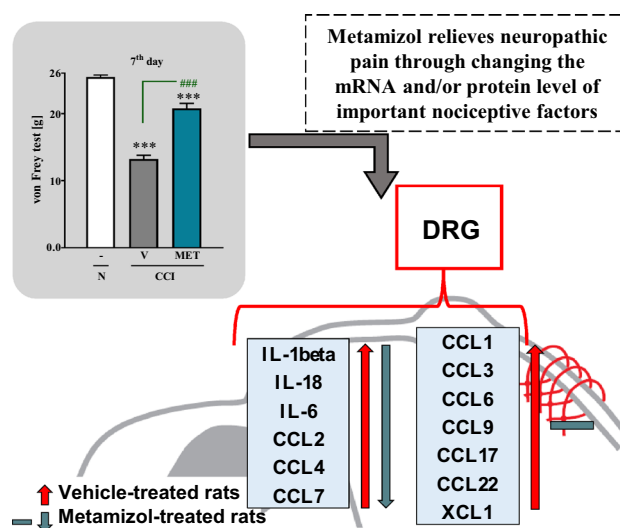 Metamizol relieves neuropathic
pain through changing the
mRNA and/or protein level of
important nociceptive factors
7th day
von Frey test [g]
26
20
10
0.0
###
***
***
-
V
MET
N
CCI
DRG
IL-1beta
IL-18
IL-6
CCL2
CCL4
CCL7
CCL1
CCL3
CCL6
CCL9
CCL17
CCL22
XCL1
Vehicle-treated rats
Metamizol-treated rats